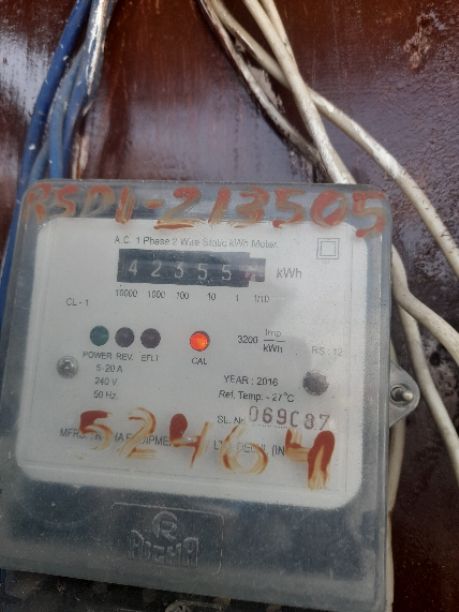 RSD1-213505
A.C. 1 Phase 2 Wire Static kWh Meter.
42355 kWh
10000 1000 100 10 1 1/10
CL - 1
3200 Imp kWh RS : 12
POWER REV. EFLT CAL
5-20 A
240 V
50 Hz
YEAR : 2016
Ref. Temp. - 27°C
SL. No. 069087
52464
R